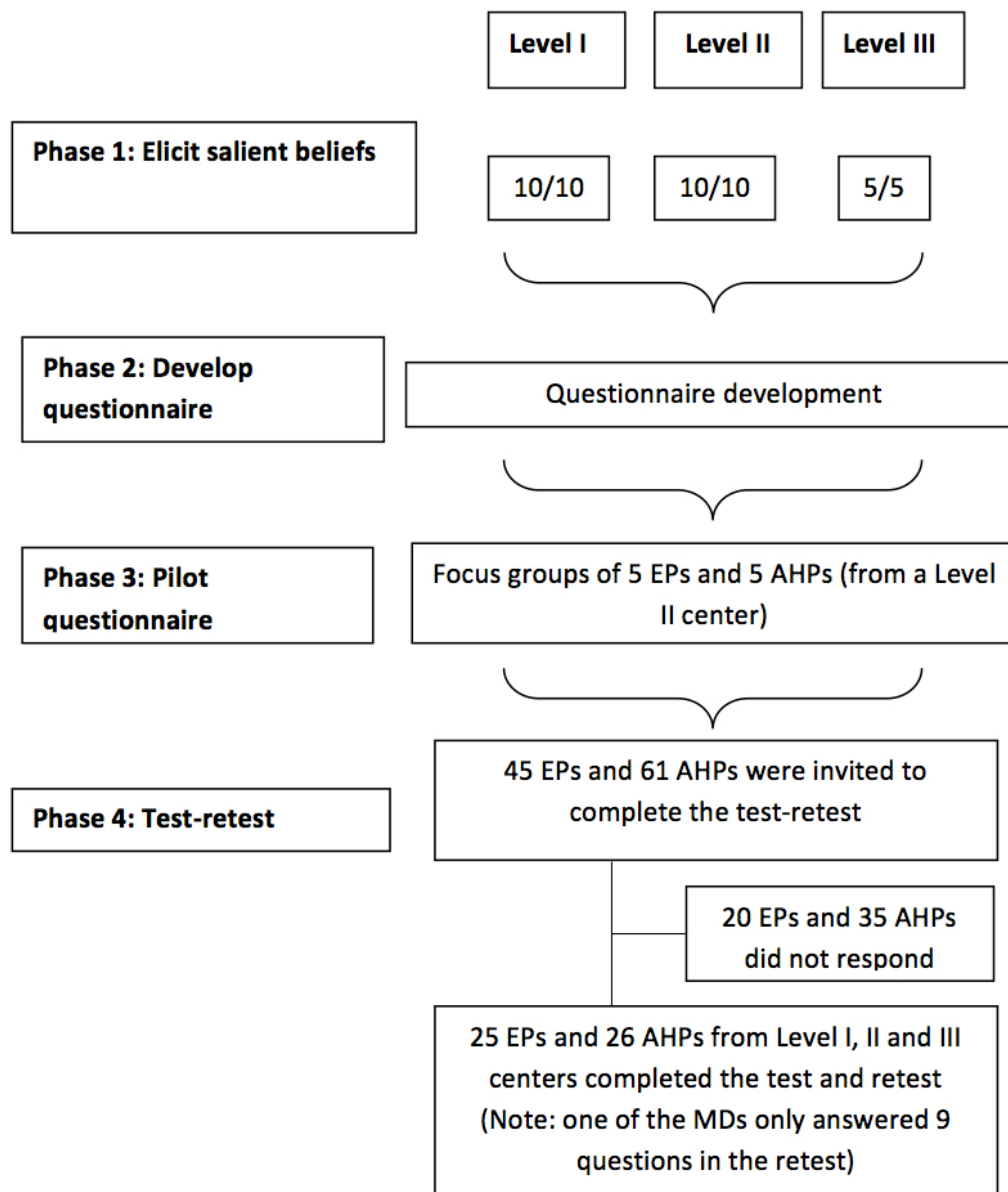 Level I
Level II
Level III
Phase 1: Elicit salient beliefs
10/10
10/10
5/5
Phase 2: Develop
questionnaire
Questionnaire development
Phase 3: Pilot
questionnaire
Focus groups of 5 EPs and 5 AHPs (from a Level
II center)
Phase 4: Test-retest
45 EPs and 61 AHPs were invited to
complete the test-retest
20 EPs and 35 AHPs
did not respond
25 EPs and 26 AHPs from Level I, II and III
centers completed the test and retest
(Note: one of the MDs only answered 9
questions in the retest)